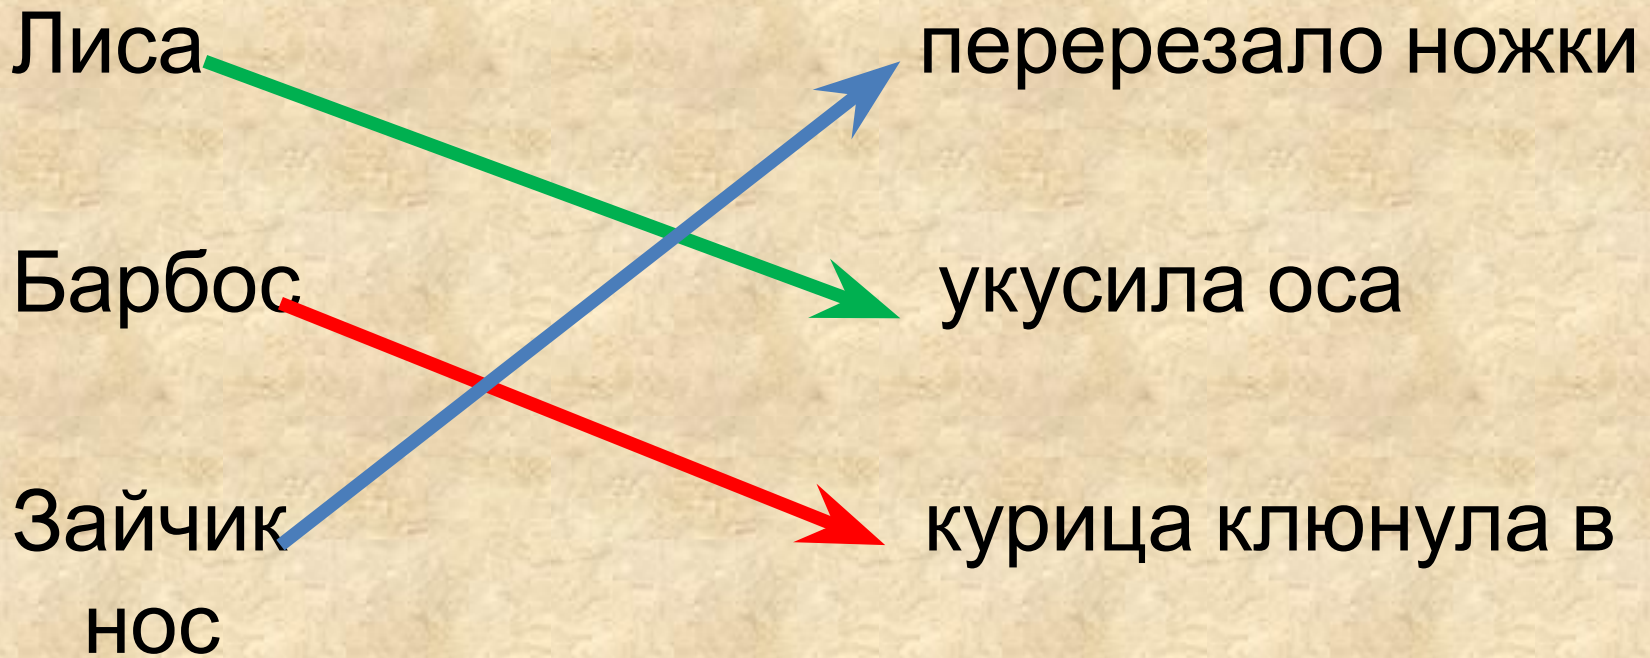 Лиса перерезало ножки
Барбос укусила оса
Зайчик курица клюнула в
нос